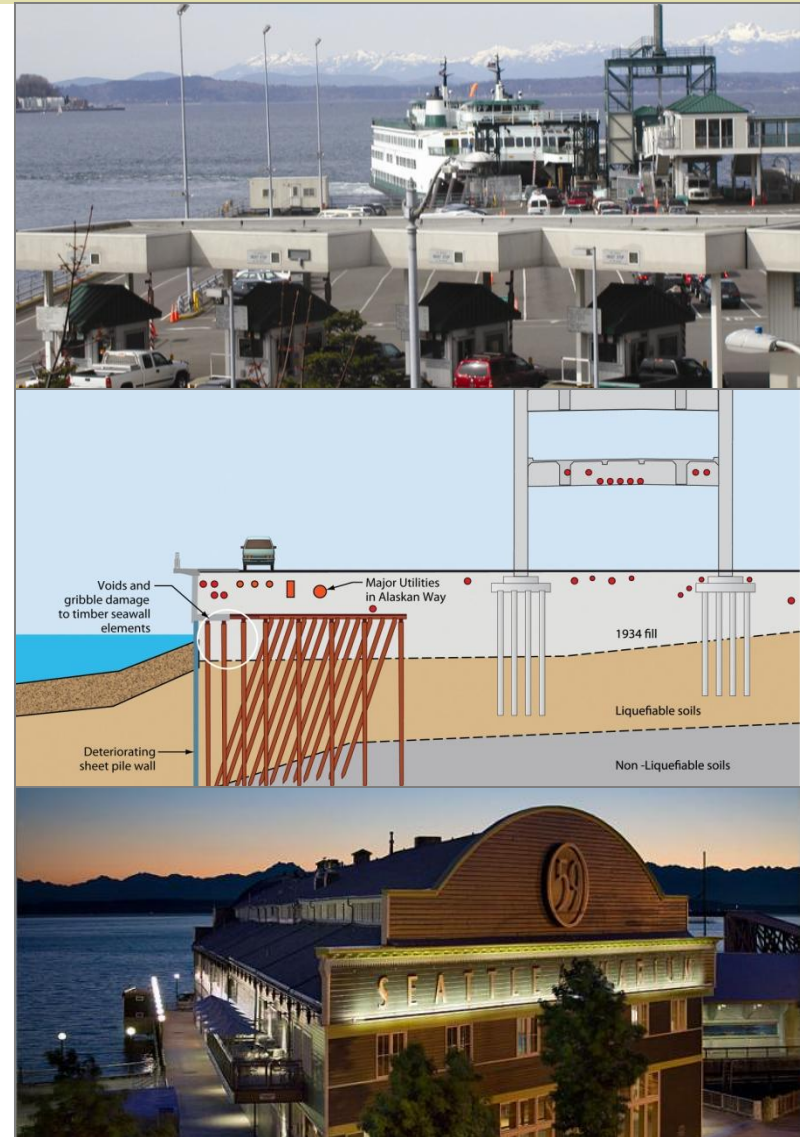 Voids and
gribble damage
to timber seawall
elements
Major Utilities
in Alaskan Way
1934 fill
Liquefiable soils
Deteriorating
sheet pile wall
Non -Liquefiable soils
59
SEATTLE AQUARIUM